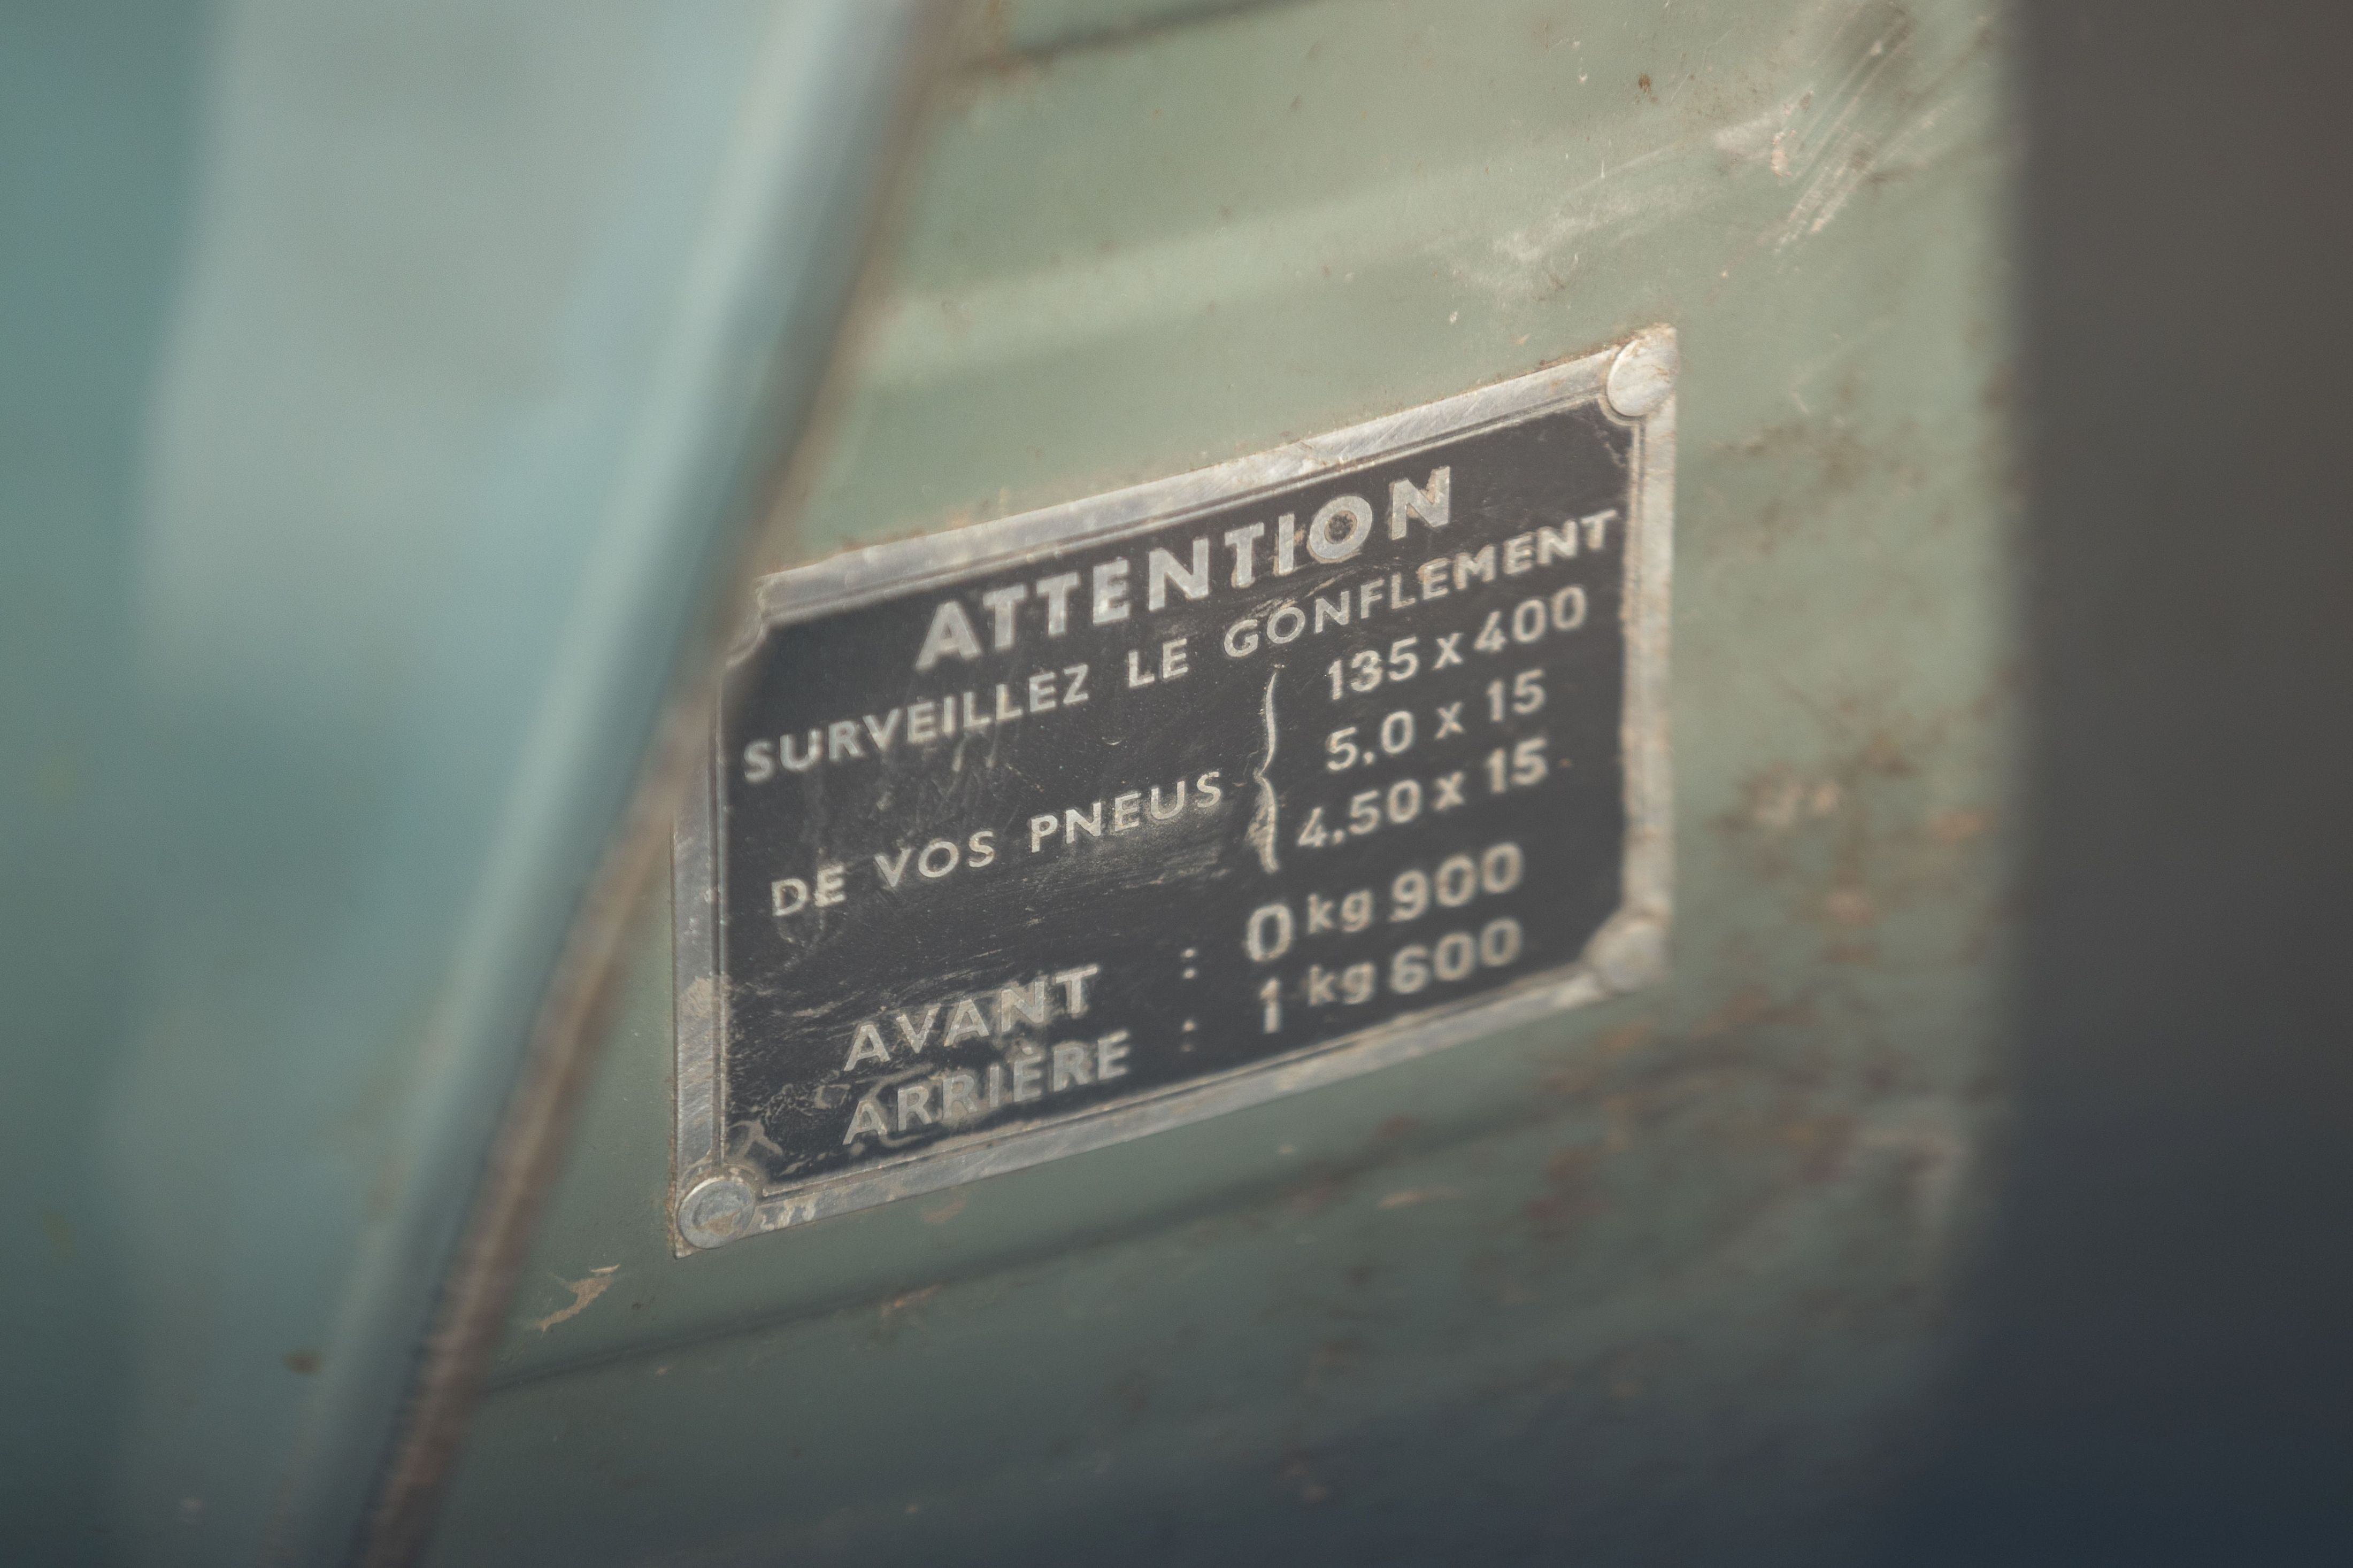 ATTENTION
SURVEILLEZ LE GONFLEMENT
DE VOS PNEUS
135 x 400
5,0 x 15
4,50 x 15
AVANT : 0 kg 900
ARRIÈRE : 1 kg 600